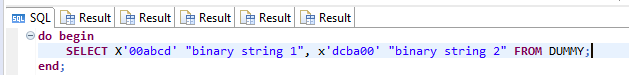 SQL Result Result Result Result
do begin
SELECT X'00abcd' "binary string 1", x'dcba00' "binary string 2" FROM DUMMY;
end;